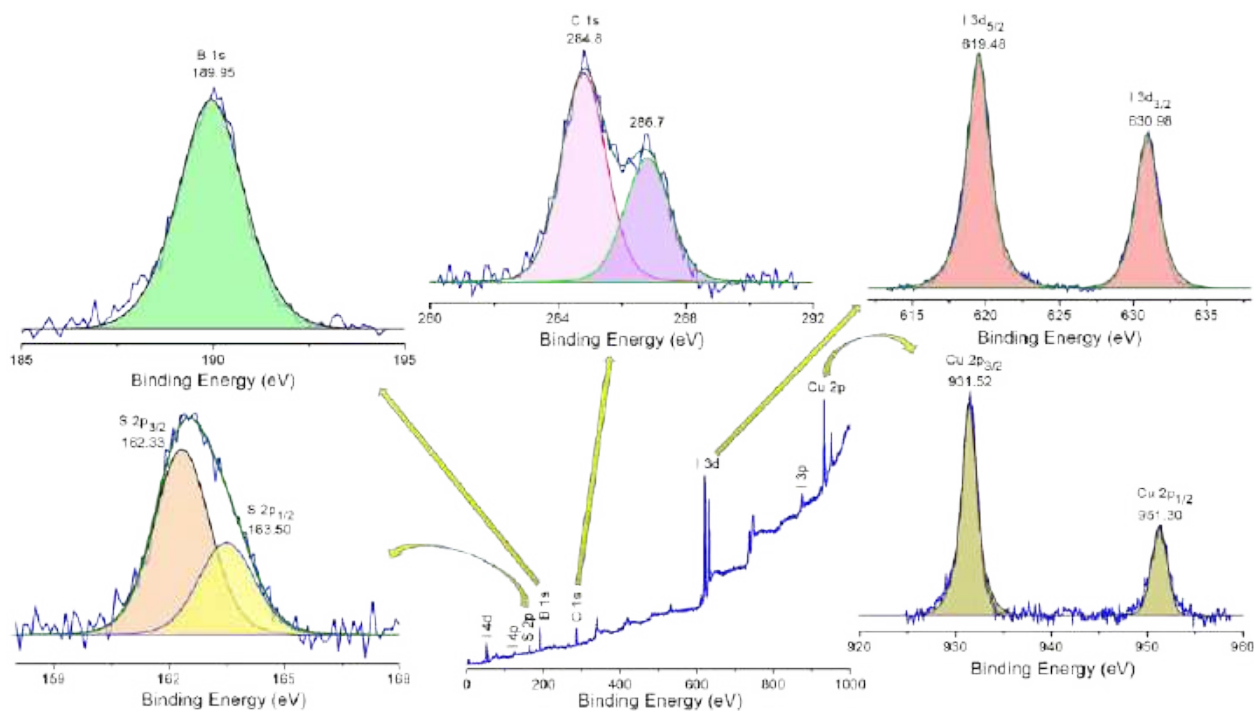 B 1s
189.95
185
190
195
Binding Energy (eV)
C 1s
284.8
286.7
280
284
288
292
Binding Energy (eV)
I 3d5/2
619.48
I 3d3/2
630.98
615
620
625
630
635
Binding Energy (eV)
S 2p3/2
162.33
S 2p1/2
163.50
159
162
165
168
Binding Energy (eV)
I 4d
I 4p
S 2p
B 1s
C 1s
I 3d
I 3p
Cu 2p
0
200
400
600
800
1000
Binding Energy (eV)
Cu 2p3/2
931.52
Cu 2p1/2
951.30
920
930
940
950
960
Binding Energy (eV)